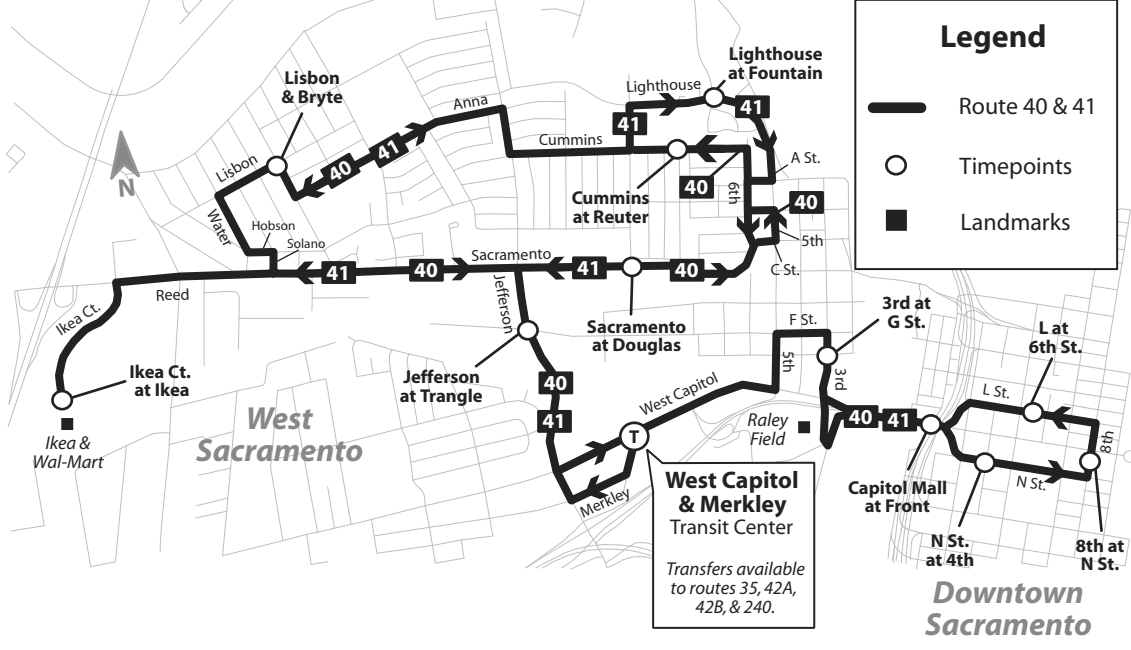 Legend
Route 40 & 41
Timepoints
Landmarks
N
Lisbon
& Bryte
Lighthouse
at Fountain
Lighthouse
41
41
Anna
41
40
Cummins
Lisbon
A St.
40
6th
Cummins
at Reuter
40
Water
Hobson
Solano
5th
C St.
Sacramento
41
40
41
40
Reed
Ikea Ct.
Jefferson
Sacramento
at Douglas
3rd at
G St.
F St.
L at
6th St.
Ikea Ct.
at Ikea
Jefferson
at Trangle
40
41
West Capitol
5th
3rd
L St.
Ikea &
Wal-Mart
West
Sacramento
Raley
Field
40
41
8th
T
Merkley
West Capitol
& Merkley
Transit Center
Transfers available
to routes 35, 42A,
42B, & 240.
Capitol Mall
at Front
N St.
N St.
at 4th
8th at
N St.
Downtown
Sacramento